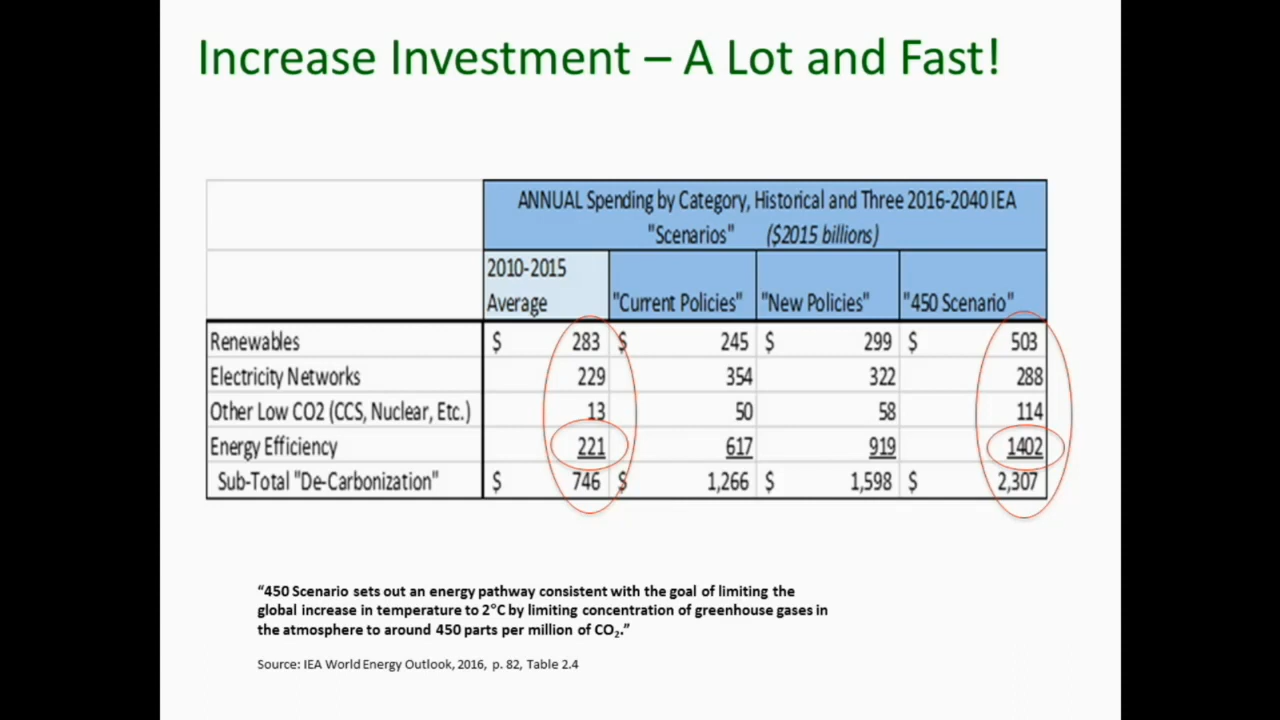 Increase Investment – A Lot and Fast!
ANNUAL Spending by Category, Historical and Three 2016-2040 IEA
"Scenarios" ($2015 billions)
2010-2015
Average "Current Policies" "New Policies" "450 Scenario"
Renewables $ 283 $ 245 $ 299 $ 503
Electricity Networks 229 354 322 288
Other Low CO2 (CCS, Nuclear, Etc.) 13 50 58 114
Energy Efficiency 221 617 919 1402
Sub-Total "De-Carbonization" $ 746 $ 1,266 $ 1,598 $ 2,307
“450 Scenario sets out an energy pathway consistent with the goal of limiting the
global increase in temperature to 2°C by limiting concentration of greenhouse gases in
the atmosphere to around 450 parts per million of CO₂.”
Source: IEA World Energy Outlook, 2016, p. 82, Table 2.4